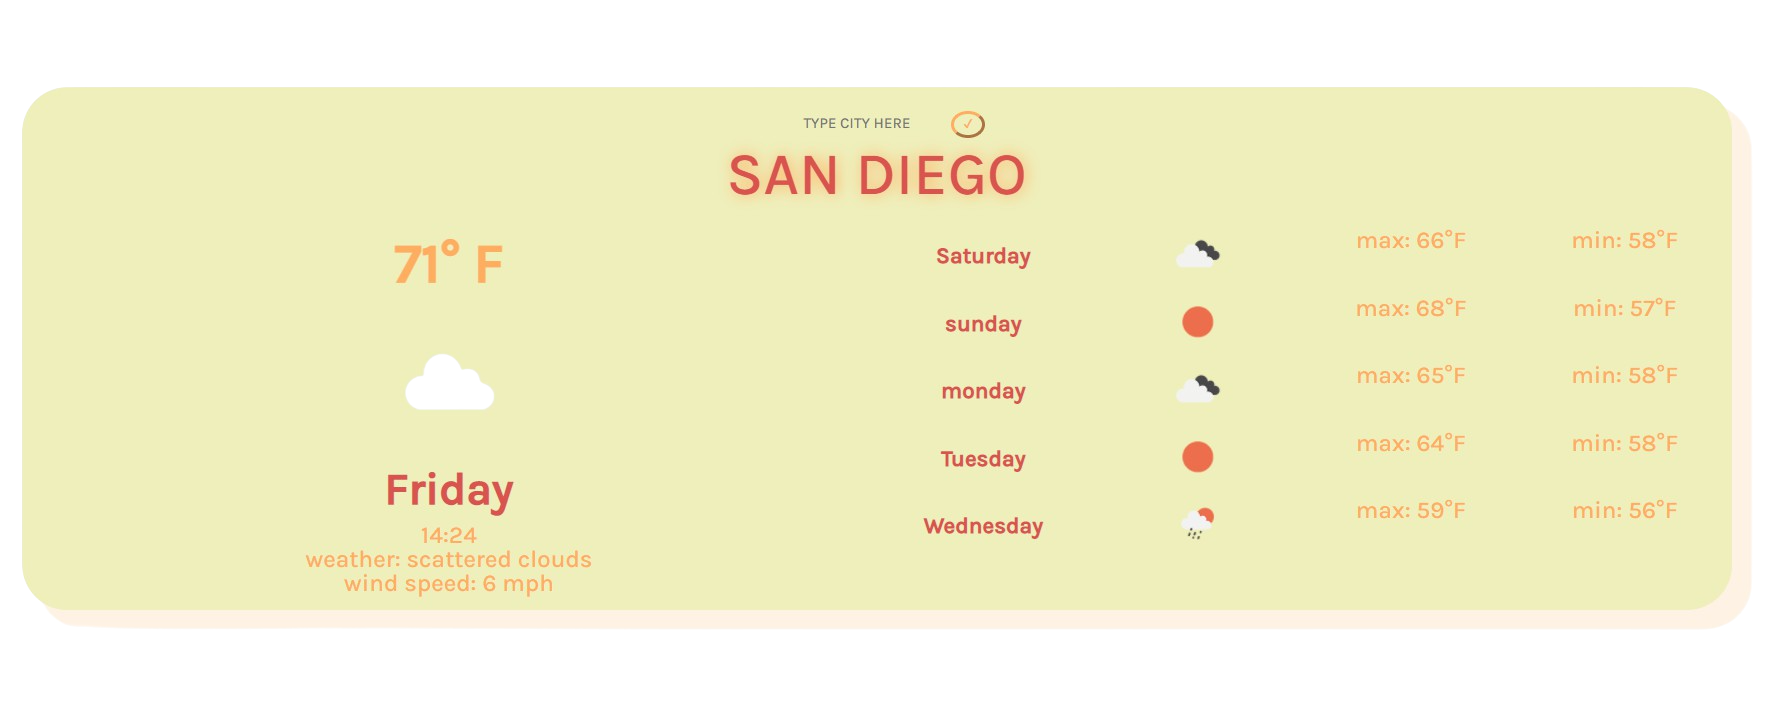 TYPE CITY HERE ✓
SAN DIEGO
71° F
Friday
14:24
weather: scattered clouds
wind speed: 6 mph
Saturday max: 66°F min: 58°F
sunday max: 68°F min: 57°F
monday max: 65°F min: 58°F
Tuesday max: 64°F min: 58°F
Wednesday max: 59°F min: 56°F